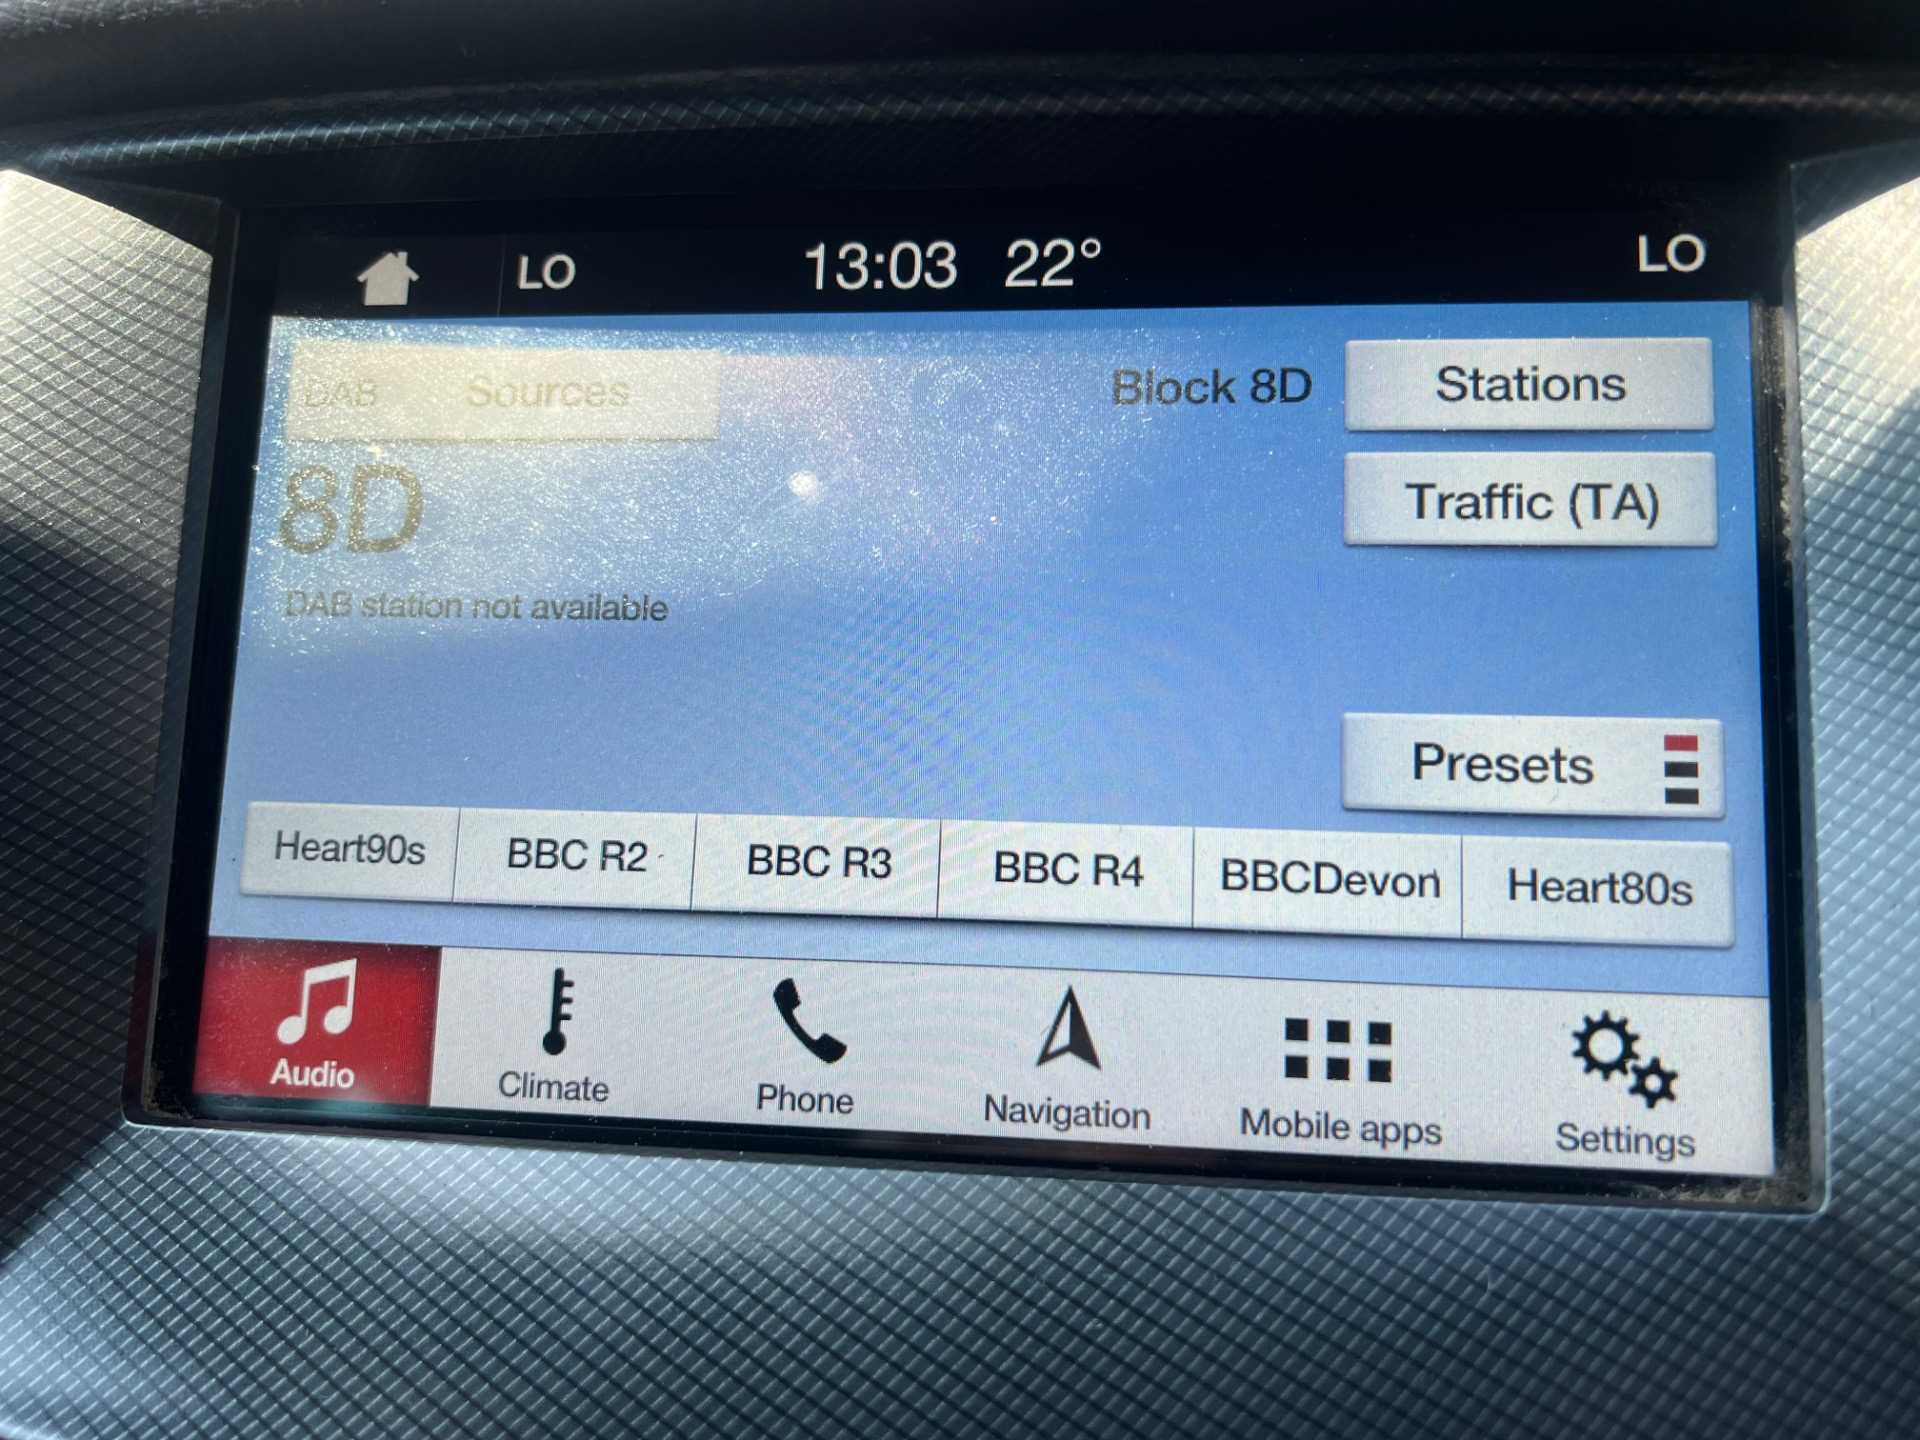 LO 13:03 22° LO
DAB Sources Block 8D Stations
8D Traffic (TA)
DAB station not available
Presets
Heart90s BBC R2 BBC R3 BBC R4 BBCDevon Heart80s
Audio Climate Phone Navigation Mobile apps Settings